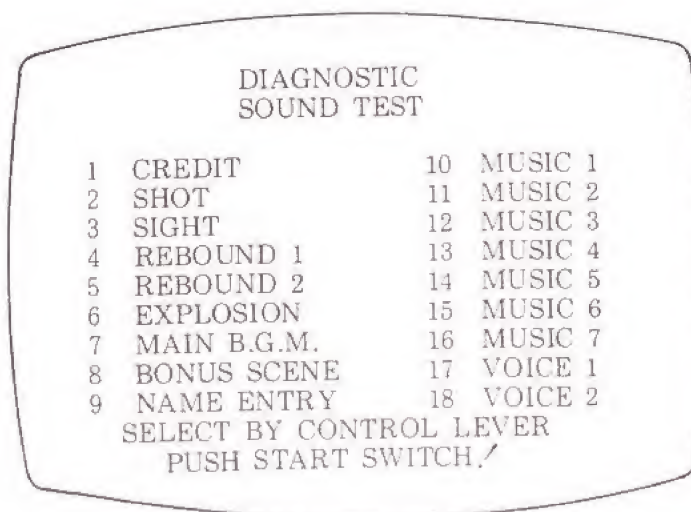 DIAGNOSTIC
SOUND TEST
1 CREDIT 10 MUSIC 1
2 SHOT 11 MUSIC 2
3 SIGHT 12 MUSIC 3
4 REBOUND 1 13 MUSIC 4
5 REBOUND 2 14 MUSIC 5
6 EXPLOSION 15 MUSIC 6
7 MAIN B.G.M. 16 MUSIC 7
8 BONUS SCENE 17 VOICE 1
9 NAME ENTRY 18 VOICE 2
SELECT BY CONTROL LEVER
PUSH START SWITCH!